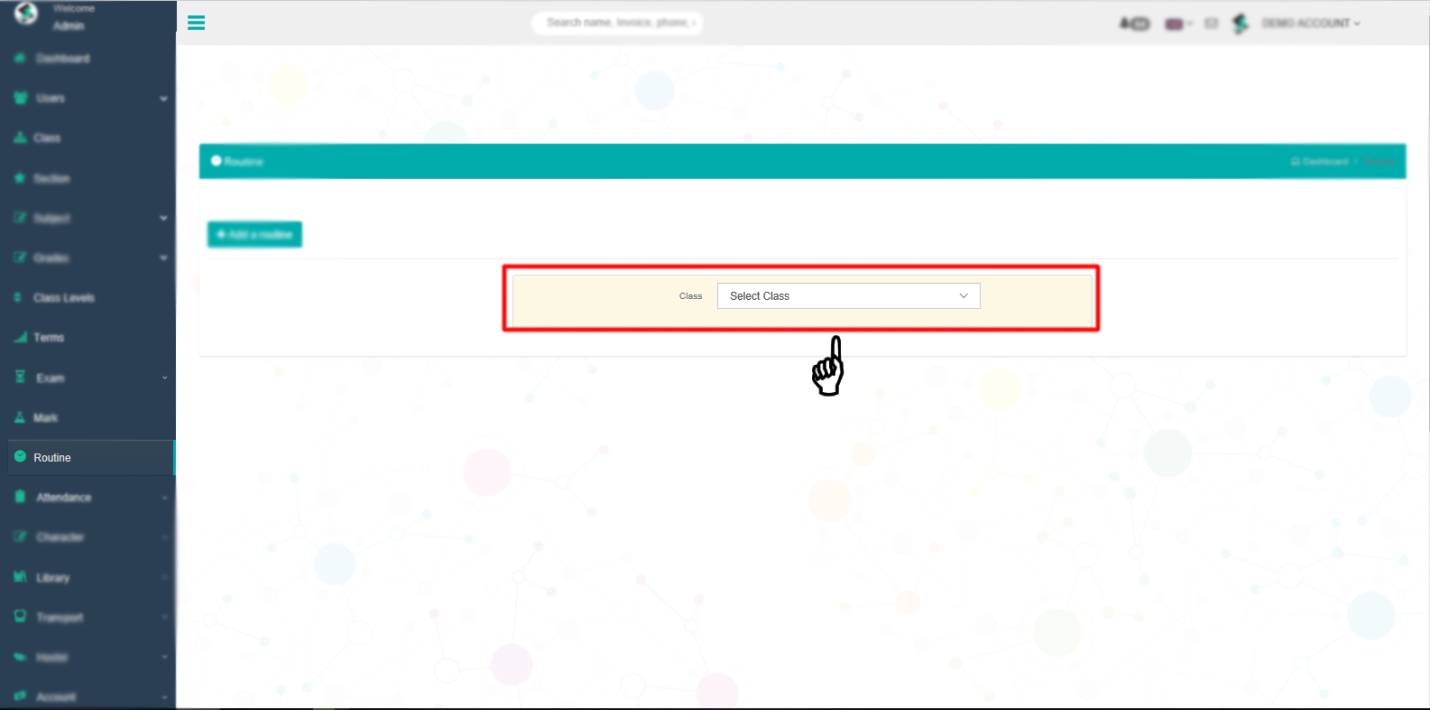 Welcome
Admin
Search name, Invoice, phone,
DEMO ACCOUNT
Dashboard
Users
Class
Section
Subject
Grades
Class Levels
Terms
Exam
Mark
Routine
Attendance
Character
Library
Transport
Hostel
Account
Routine
Dashboard /
+ Add a routine
Class
Select Class